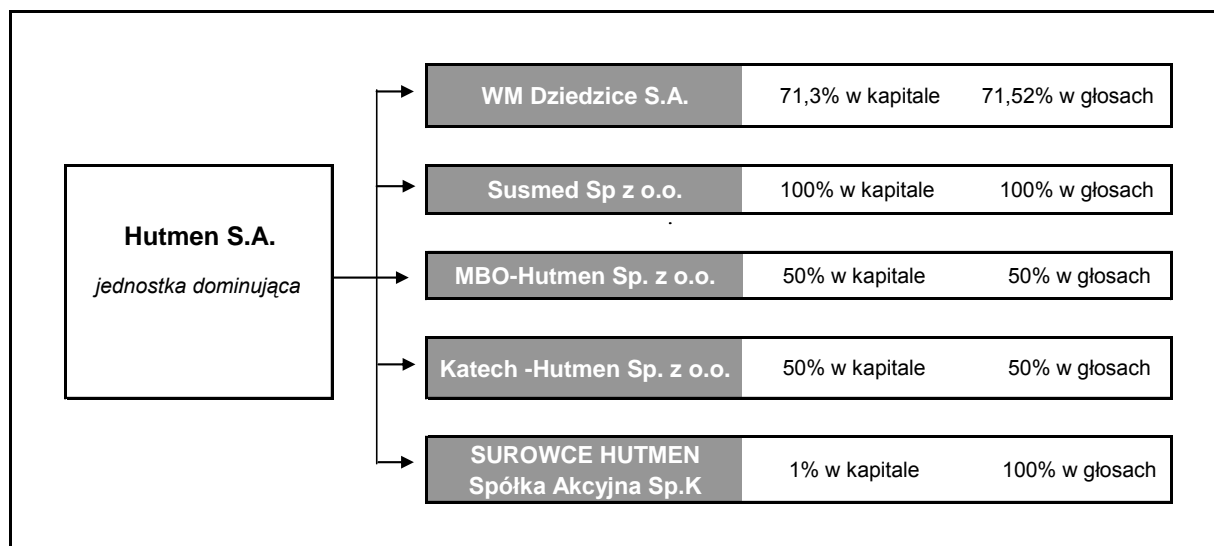 WM Dziedzice S.A. 71,3% w kapitale 71,52% w głosach
Susmed Sp z o.o. 100% w kapitale 100% w głosach
Hutmen S.A.
jednostka dominująca
MBO-Hutmen Sp. z o.o. 50% w kapitale 50% w głosach
Katech -Hutmen Sp. z o.o. 50% w kapitale 50% w głosach
SUROWCE HUTMEN
Spółka Akcyjna Sp.K 1% w kapitale 100% w głosach